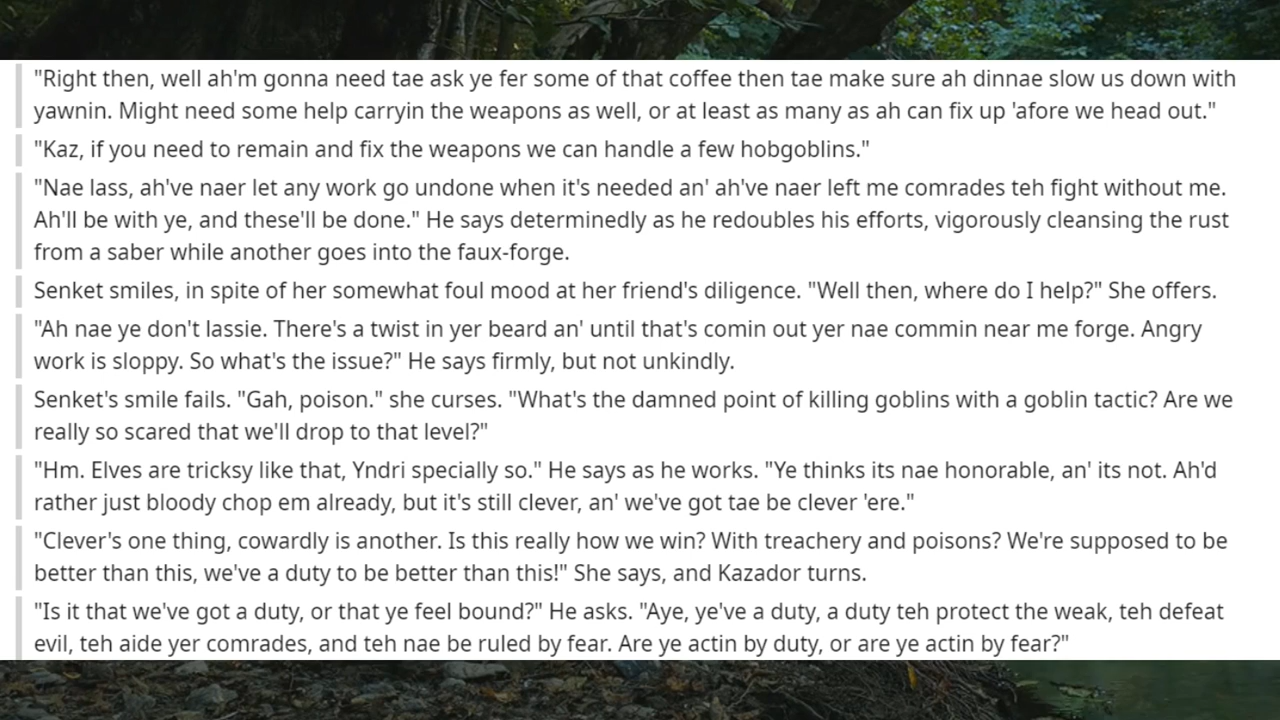 "Right then, well ah'm gonna need tae ask ye fer some of that coffee then tae make sure ah dinnae slow us down with
yawnin. Might need some help carryin the weapons as well, or at least as many as ah can fix up 'afore we head out."
"Kaz, if you need to remain and fix the weapons we can handle a few hobgoblins."
"Nae lass, ah've naer let any work go undone when it's needed an' ah've naer left me comrades teh fight without me.
Ah'll be with ye, and these'll be done." He says determinedly as he redoubles his efforts, vigorously cleansing the rust
from a saber while another goes into the faux-forge.
Senket smiles, in spite of her somewhat foul mood at her friend's diligence. "Well then, where do I help?" She offers.
"Ah nae ye don't lassie. There's a twist in yer beard an' until that's comin out yer nae commin near me forge. Angry
work is sloppy. So what's the issue?" He says firmly, but not unkindly.
Senket's smile fails. "Gah, poison." she curses. "What's the damned point of killing goblins with a goblin tactic? Are we
really so scared that we'll drop to that level?"
"Hm. Elves are tricksy like that, Yndri specially so." He says as he works. "Ye thinks its nae honorable, an' its not. Ah'd
rather just bloody chop em already, but it's still clever, an' we've got tae be clever 'ere."
"Clever's one thing, cowardly is another. Is this really how we win? With treachery and poisons? We're supposed to be
better than this, we've a duty to be better than this!" She says, and Kazador turns.
"Is it that we've got a duty, or that ye feel bound?" He asks. "Aye, ye've a duty, a duty teh protect the weak, teh defeat
evil, teh aide yer comrades, and teh nae be ruled by fear. Are ye actin by duty, or are ye actin by fear?"